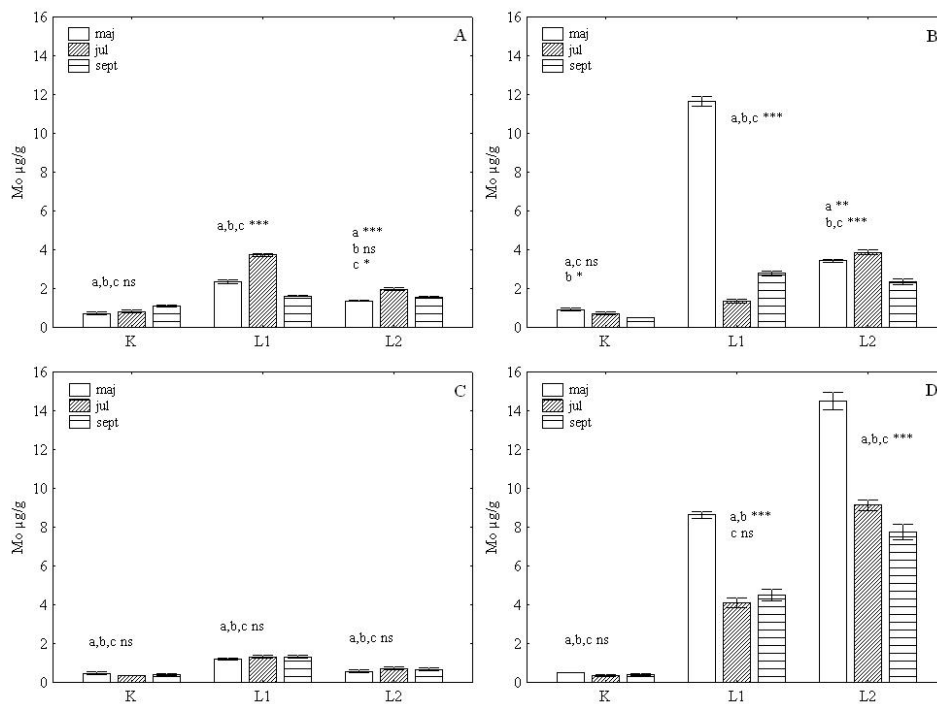 A
maj
jul
sept
Mo µg/g
16
14
12
10
8
6
4
2
0
a,b,c ns
a,b,c ***
a ***
b ns
c *
K
L1
L2
B
maj
jul
sept
Mo µg/g
16
14
12
10
8
6
4
2
0
a,c ns
b *
a,b,c ***
a **
b,c ***
K
L1
L2
C
maj
jul
sept
Mo µg/g
16
14
12
10
8
6
4
2
0
a,b,c ns
a,b,c ns
a,b,c ns
K
L1
L2
D
maj
jul
sept
Mo µg/g
16
14
12
10
8
6
4
2
0
a,b,c ns
a,b ***
c ns
a,b,c ***
K
L1
L2